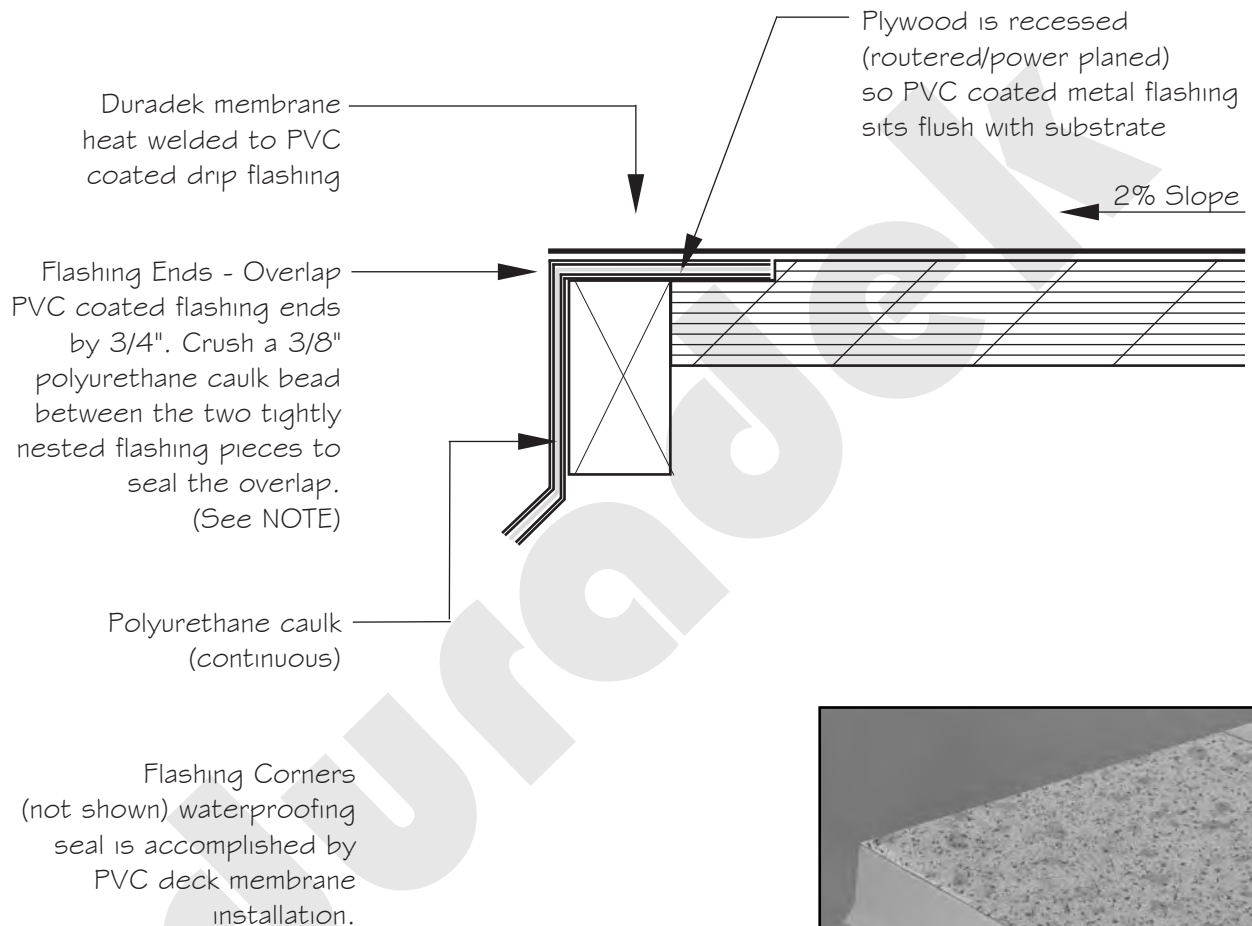 Plywood is recessed
(routered/power planed)
so PVC coated metal flashing
sits flush with substrate
Duradek membrane
heat welded to PVC
coated drip flashing
2% Slope
Flashing Ends - Overlap
PVC coated flashing ends
by 3/4". Crush a 3/8"
polyurethane caulk bead
between the two tightly
nested flashing pieces to
seal the overlap.
(See NOTE)
Polyurethane caulk
(continuous)
Flashing Corners
(not shown) waterproofing
seal is accomplished by
PVC deck membrane
installation.
duradek